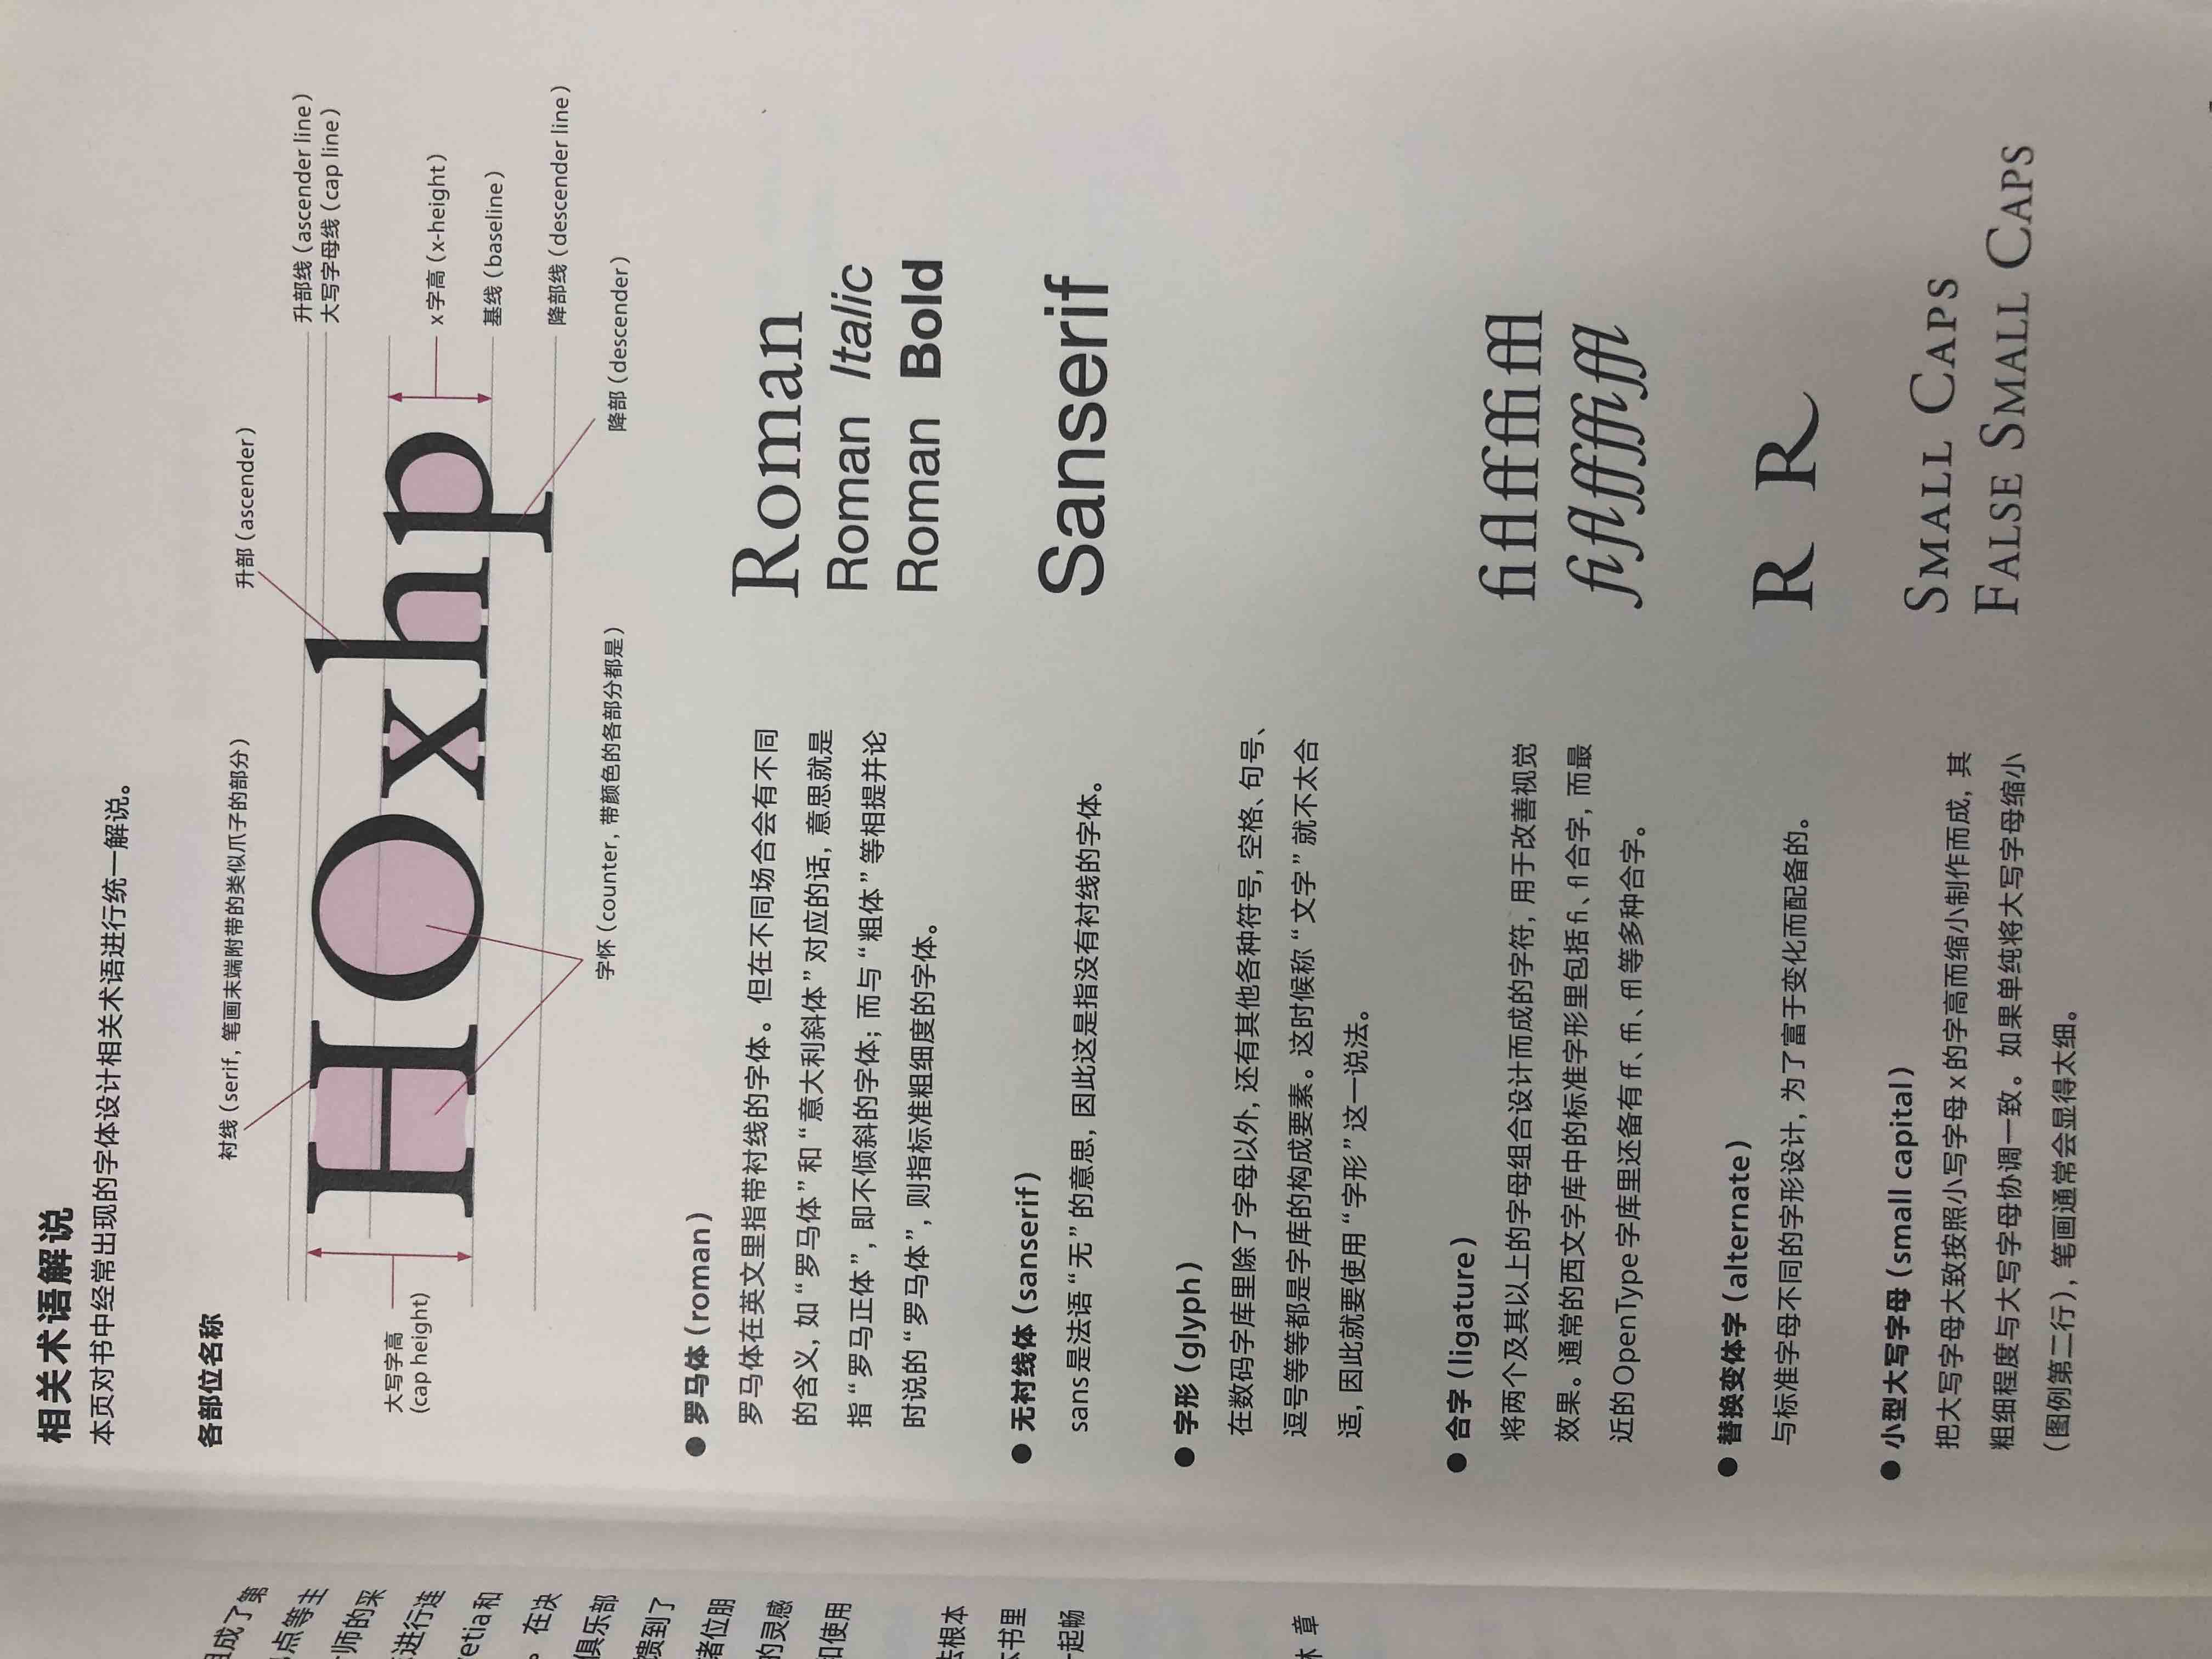 组成了第
点等主
师的采
进行连
vetia和
。在决
俱乐部
馈到了
诸位朋
的灵感
和使用
去根本
本书里
一起畅
林 章
相关术语解说
本页对书中经常出现的字体设计相关术语进行统一解说。
各部位名称
衬线（serif, 笔画末端附带的类似爪子的部分）
升部（ascender）
升部线（ascender line）
大写字母线（cap line）
大写字高
(cap height)
HOxhp
x字高（x-height）
基线（baseline）
降部线（descender line）
字怀（counter, 带颜色的各部分都是）
降部（descender）
● 罗马体（roman）
罗马体在英文里指带衬线的字体。但在不同场合会有不同
的含义, 如“罗马体”和“意大利斜体”对应的话, 意思就是
指“罗马正体”, 即不倾斜的字体; 而与“粗体”等相提并论
时说的“罗马体”, 则指标准粗细度的字体。
Roman
Roman Italic
Roman Bold
● 无衬线体（sanserif）
sans是法语“无”的意思, 因此这是指没有衬线的字体。
Sanserif
● 字形（glyph）
在数码字库里除了字母以外, 还有其他各种符号, 空格、句号、
逗号等等都是字库的构成要素。这时候称“文字”就不太合
适, 因此就要使用“字形”这一说法。
● 合字（ligature）
将两个及其以上的字母组合设计而成的字符, 用于改善视觉
效果。通常的西文字库中的标准字形里包括ﬁ、ﬂ合字, 而最
近的OpenType字库里还备有ﬀ、ﬃ、ﬄ等多种合字。
ﬁ ﬂ ﬀ ﬃ ﬄ
ﬁ ﬂ ﬀ ﬃ ﬄ
● 替换变体字（alternate）
与标准字母不同的字形设计, 为了富于变化而配备的。
R R
● 小型大写字母（small capital）
把大写字母大致按照小写字母x的字高而缩小制作而成, 其
粗细程度与大写字母协调一致。如果单纯将大写字母缩小
（图例第二行）, 笔画通常会显得太细。
SMALL CAPS
FALSE SMALL CAPS